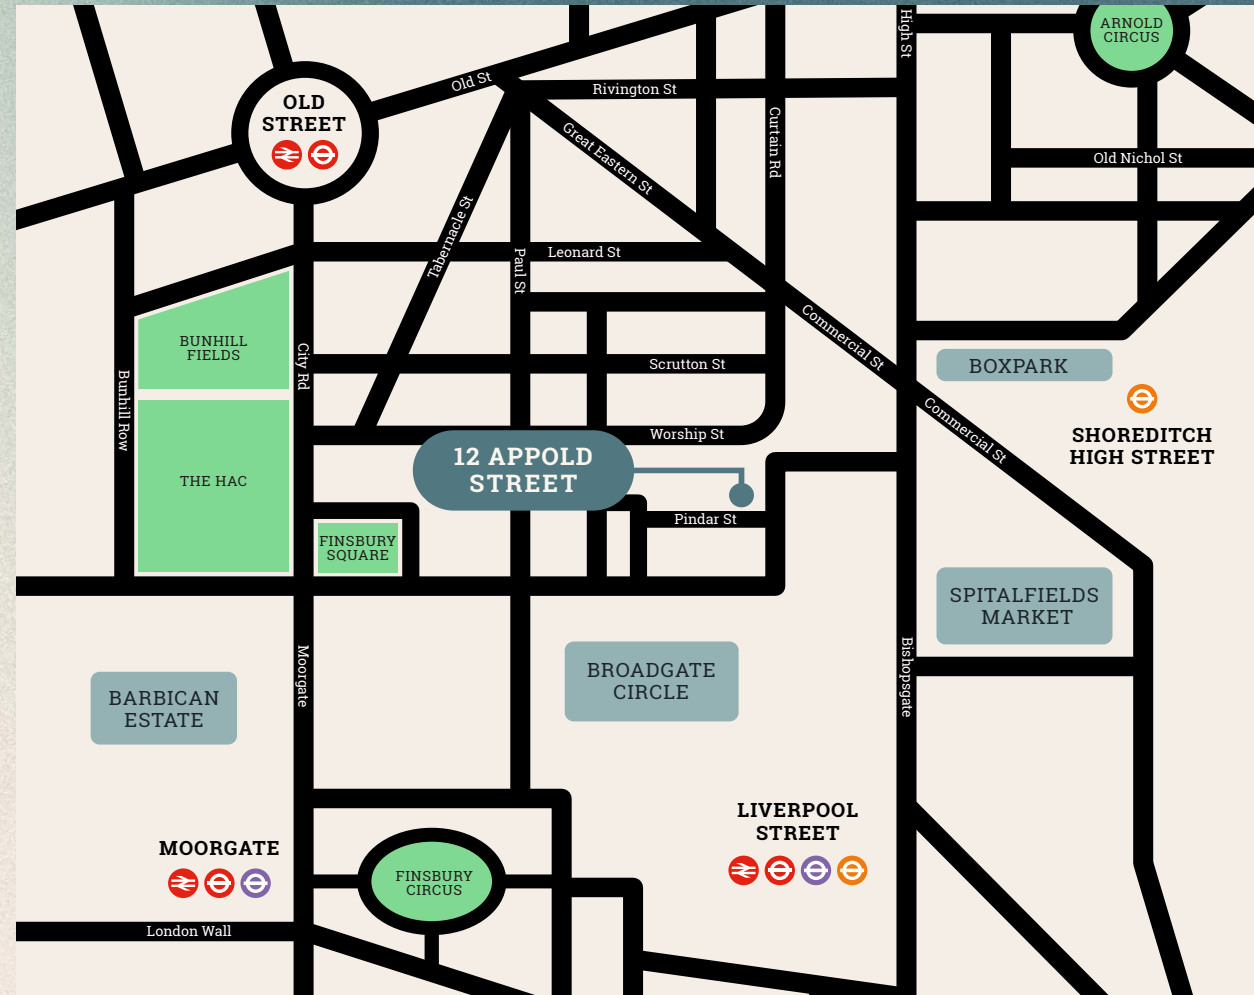 High St
ARNOLD
CIRCUS
Old St
Rivington St
OLD
STREET
Great Eastern St
Curtain Rd
Old Nichol St
Tabernacle St
Paul St
Leonard St
BUNHILL
FIELDS
City Rd
Commercial St
Scrutton St
BOXPARK
Bunhill Row
Commercial St
SHOREDITCH
HIGH STREET
Worship St
12 APPOLD
STREET
THE HAC
Pindar St
FINSBURY
SQUARE
SPITALFIELDS
MARKET
Moorgate
Bishopsgate
BROADGATE
CIRCLE
BARBICAN
ESTATE
LIVERPOOL
STREET
MOORGATE
FINSBURY
CIRCUS
London Wall